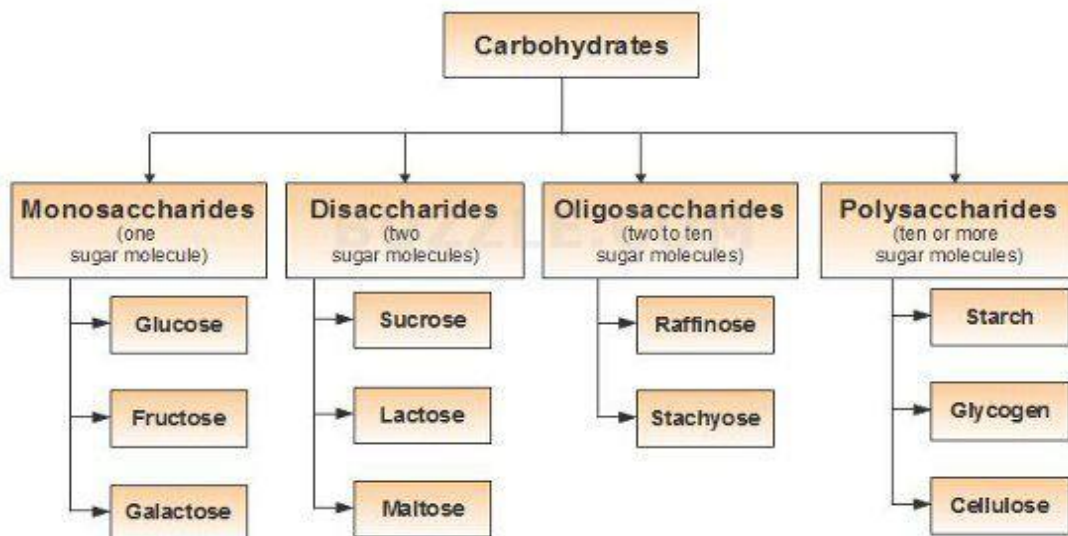 Carbohydrates
Monosaccharides
(one
sugar molecule)
Glucose
Fructose
Galactose
Disaccharides
(two
sugar molecules)
Sucrose
Lactose
Maltose
Oligosaccharides
(two to ten
sugar molecules)
Raffinose
Stachyose
Polysaccharides
(ten or more
sugar molecules)
Starch
Glycogen
Cellulose